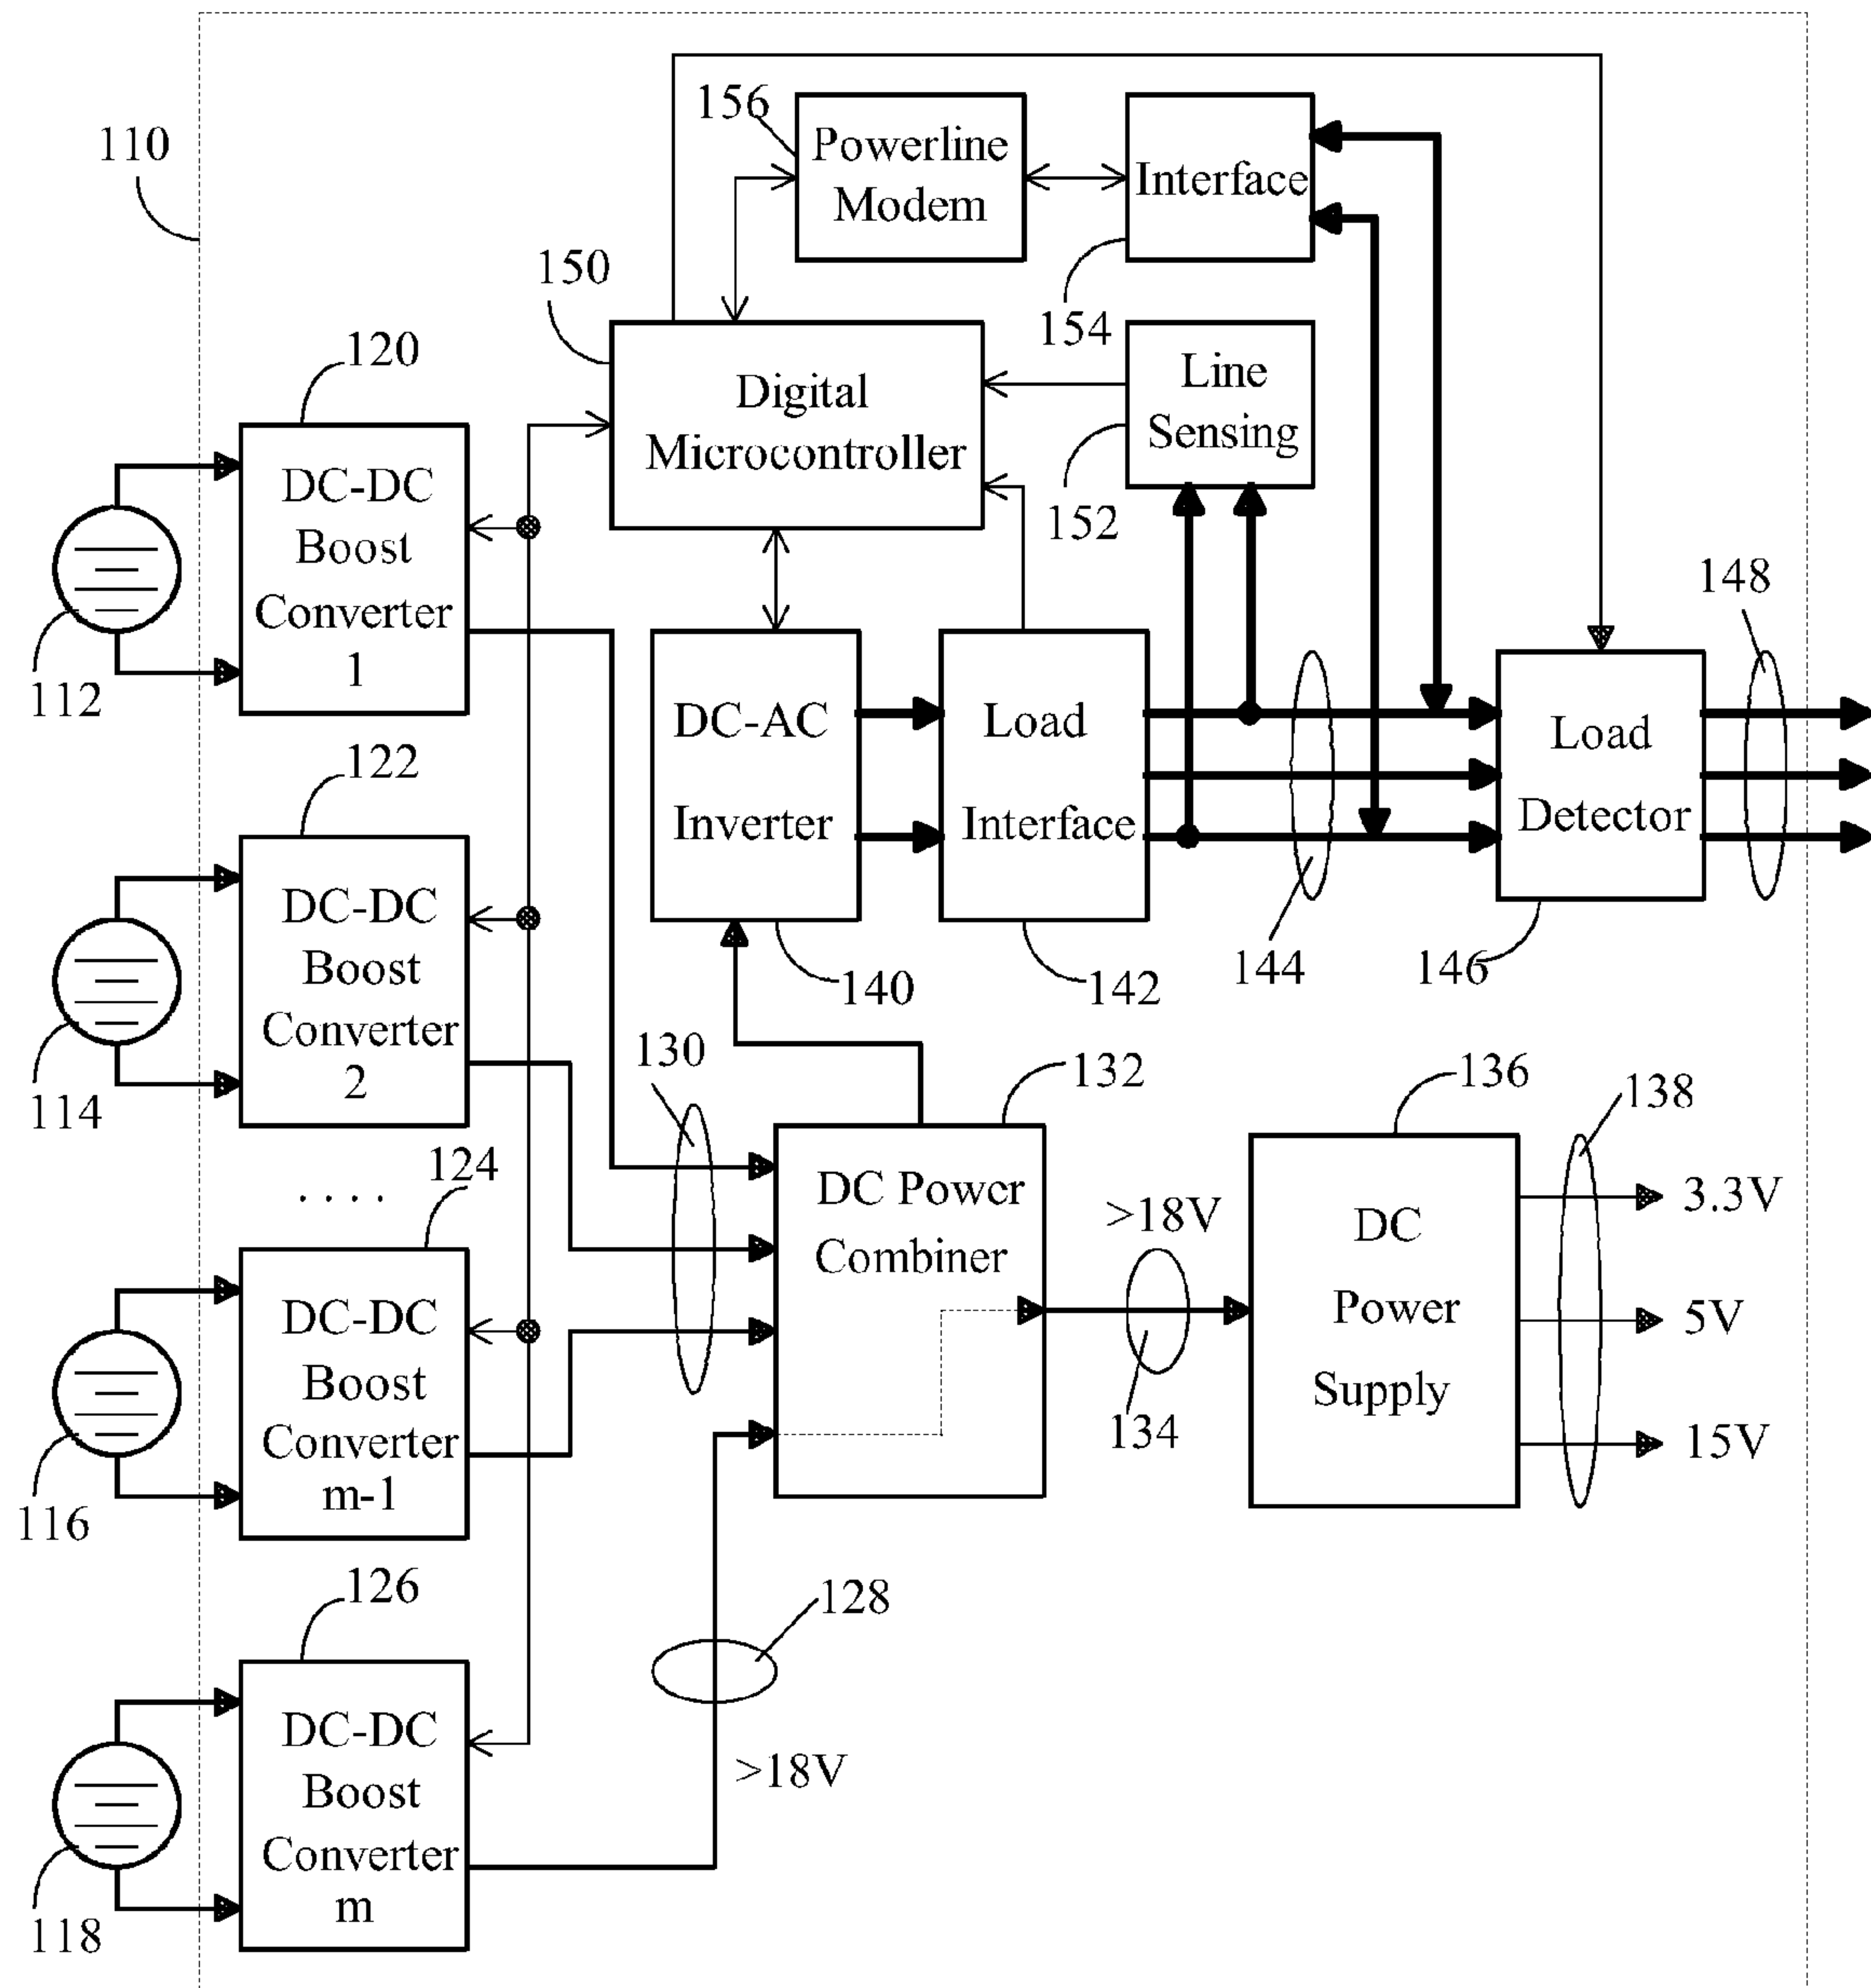 156
Powerline
Modem
Interface
110
150
154
120
Digital
Microcontroller
Line
Sensing
152
DC-DC
Boost
Converter
1
112
148
122
DC-AC
Inverter
Load
Interface
Load
Detector
DC-DC
Boost
Converter
2
114
140
142
144
146
130
132
136
138
124
. . . .
DC Power
Combiner
>18V
134
DC
Power
Supply
3.3V
5V
15V
DC-DC
Boost
Converter
m-1
116
126
128
>18V
DC-DC
Boost
Converter
m
118